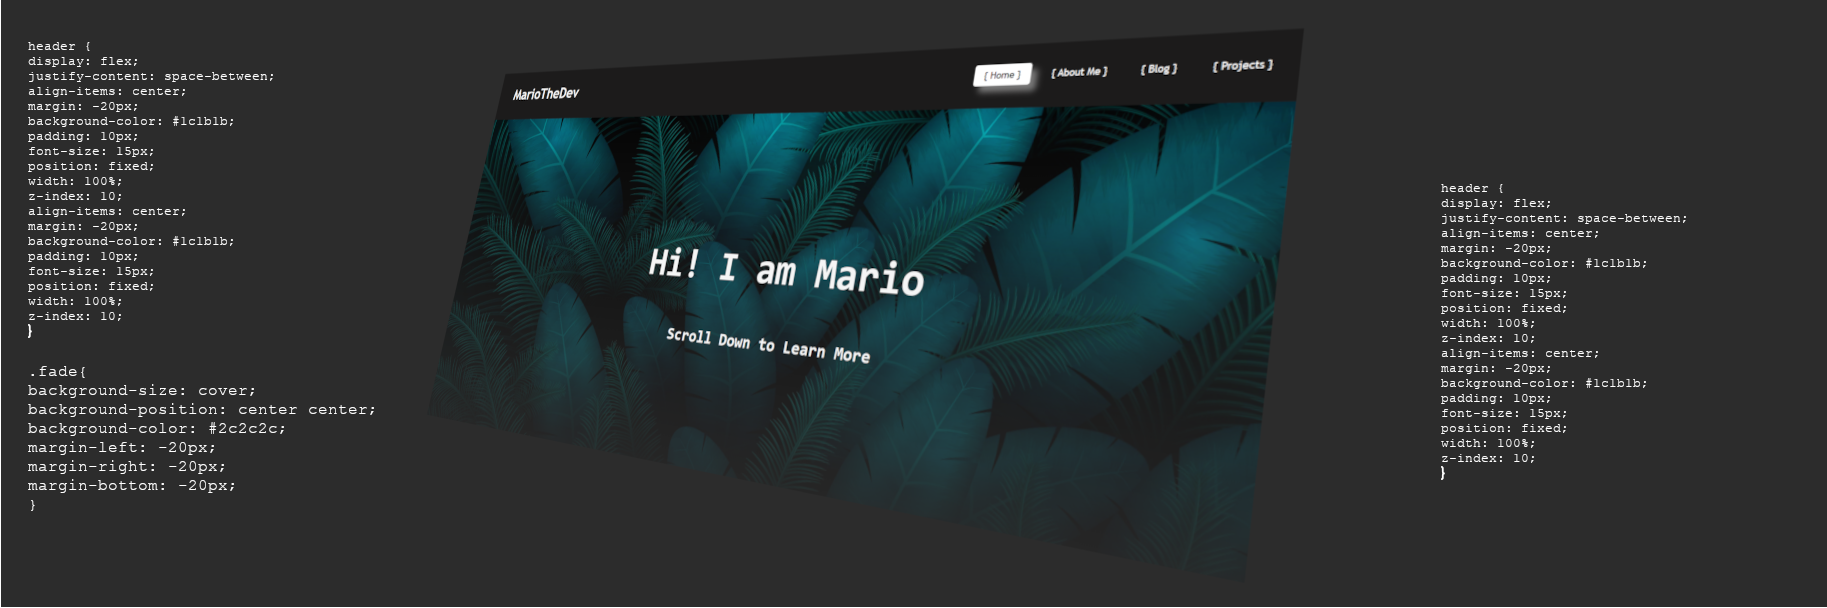 header {
display: flex;
justify-content: space-between;
align-items: center;
margin: -20px;
background-color: #1c1b1b;
padding: 10px;
font-size: 15px;
position: fixed;
width: 100%;
z-index: 10;
align-items: center;
margin: -20px;
background-color: #1c1b1b;
padding: 10px;
font-size: 15px;
position: fixed;
width: 100%;
z-index: 10;
}
.fade{
background-size: cover;
background-position: center center;
background-color: #2c2c2c;
margin-left: -20px;
margin-right: -20px;
margin-bottom: -20px;
}
MarioTheDev
[ Home ] [ About Me ] [ Blog ] [ Projects ]
Hi! I am Mario
Scroll Down to Learn More
header {
display: flex;
justify-content: space-between;
align-items: center;
margin: -20px;
background-color: #1c1b1b;
padding: 10px;
font-size: 15px;
position: fixed;
width: 100%;
z-index: 10;
align-items: center;
margin: -20px;
background-color: #1c1b1b;
padding: 10px;
font-size: 15px;
position: fixed;
width: 100%;
z-index: 10;
}